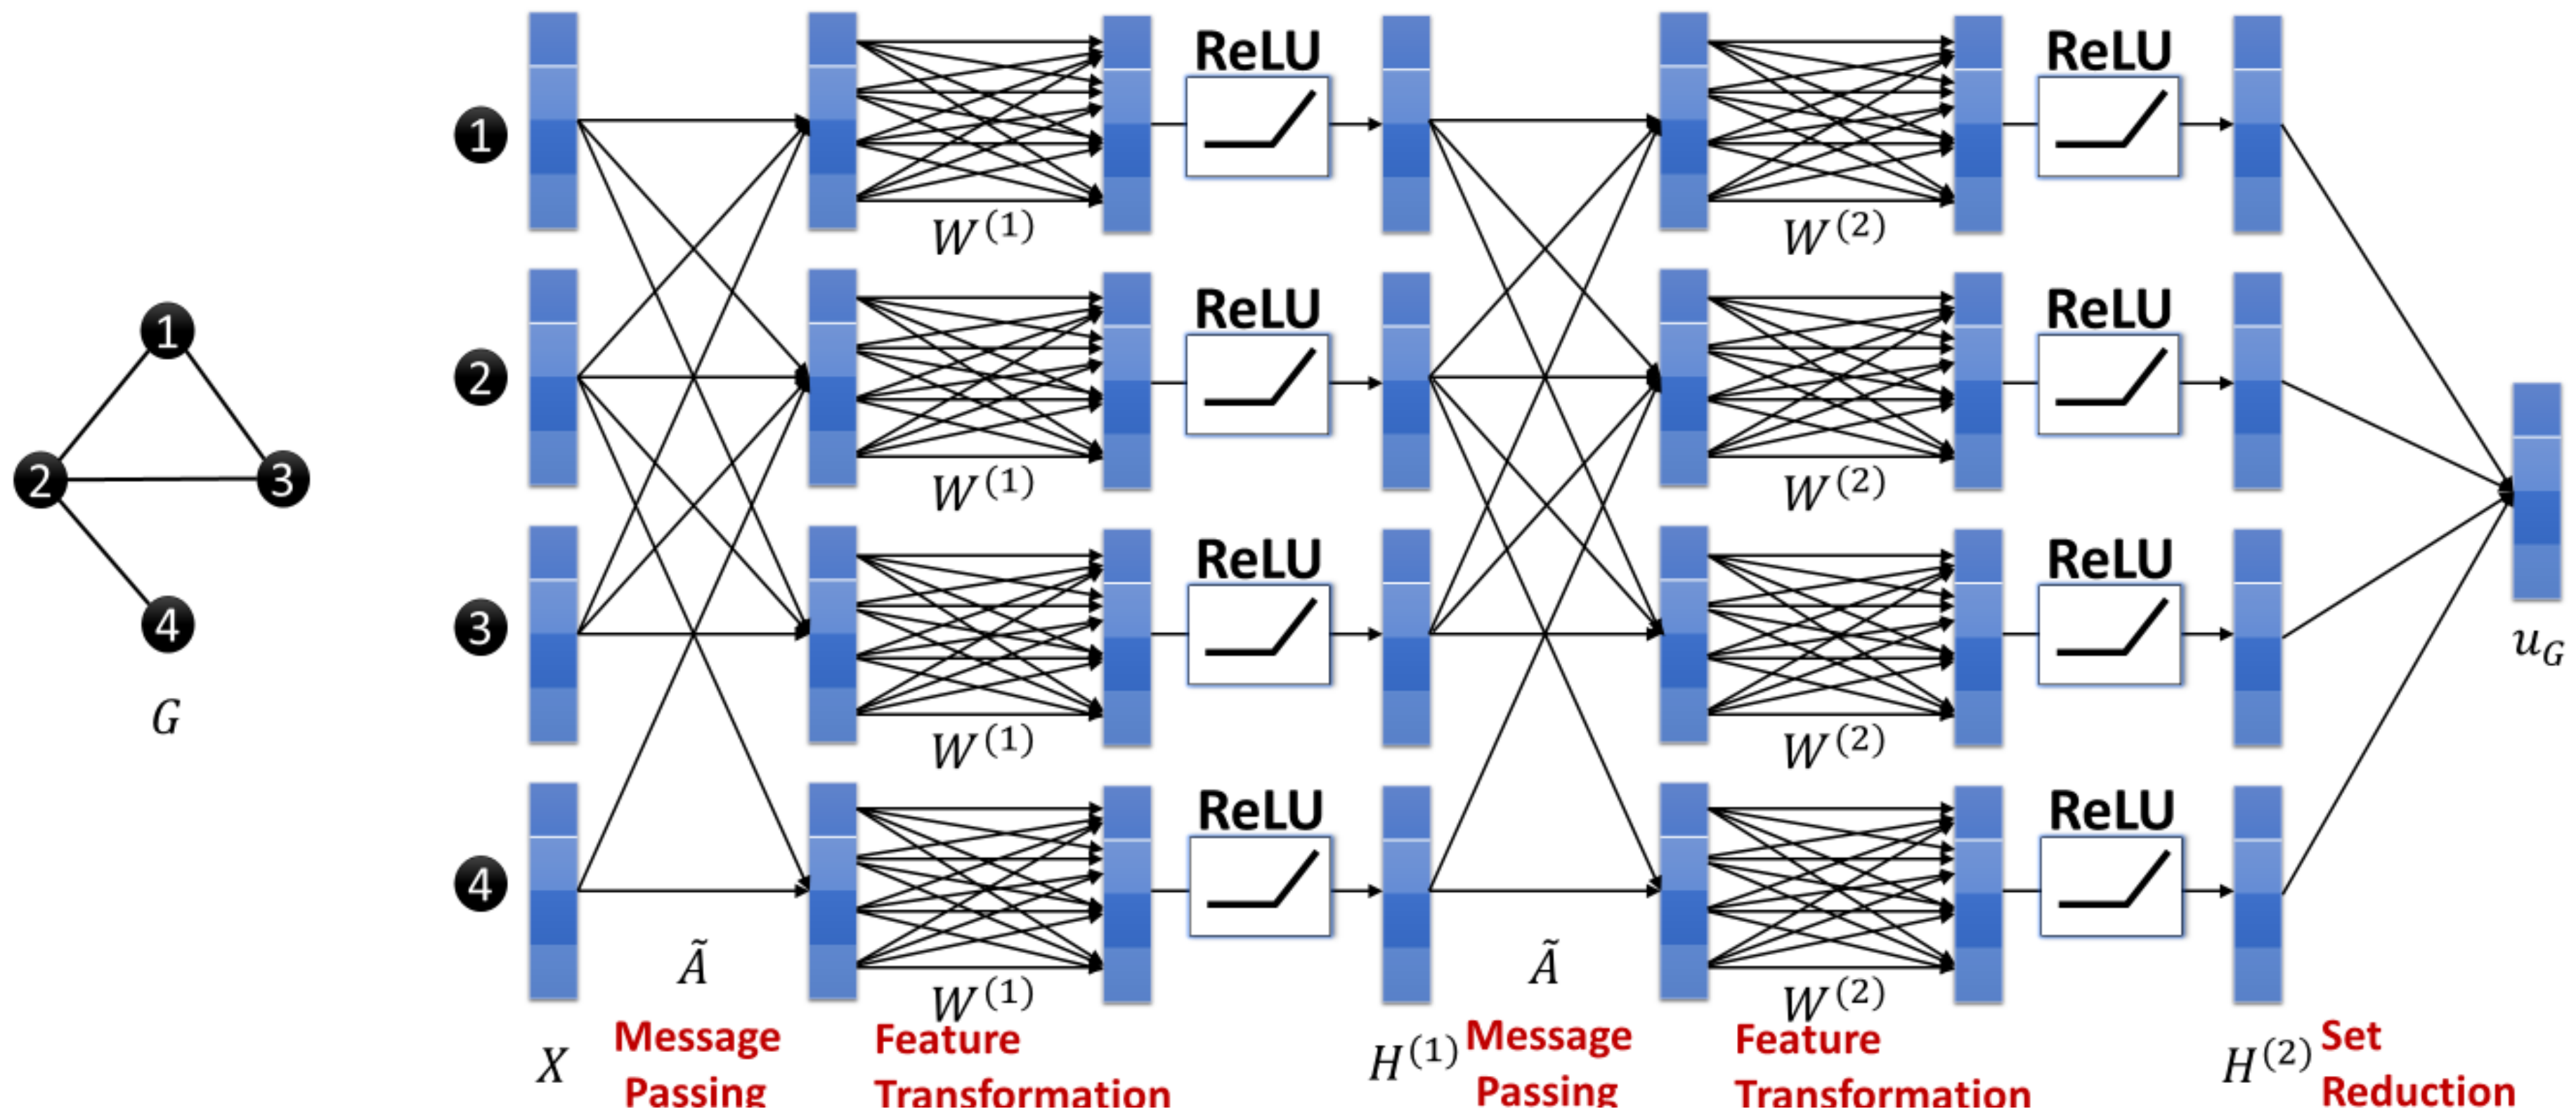 1
2
3
4
G
1
2
3
4
ReLU
ReLU
W^{(1)}
W^{(2)}
ReLU
ReLU
W^{(1)}
W^{(2)}
ReLU
ReLU
W^{(1)}
W^{(2)}
ReLU
ReLU
W^{(1)}
W^{(2)}
Ã
Ã
u_G
X
Message
Passing
Feature
Transformation
H^{(1)}
Message
Passing
Feature
Transformation
H^{(2)}
Set
Reduction